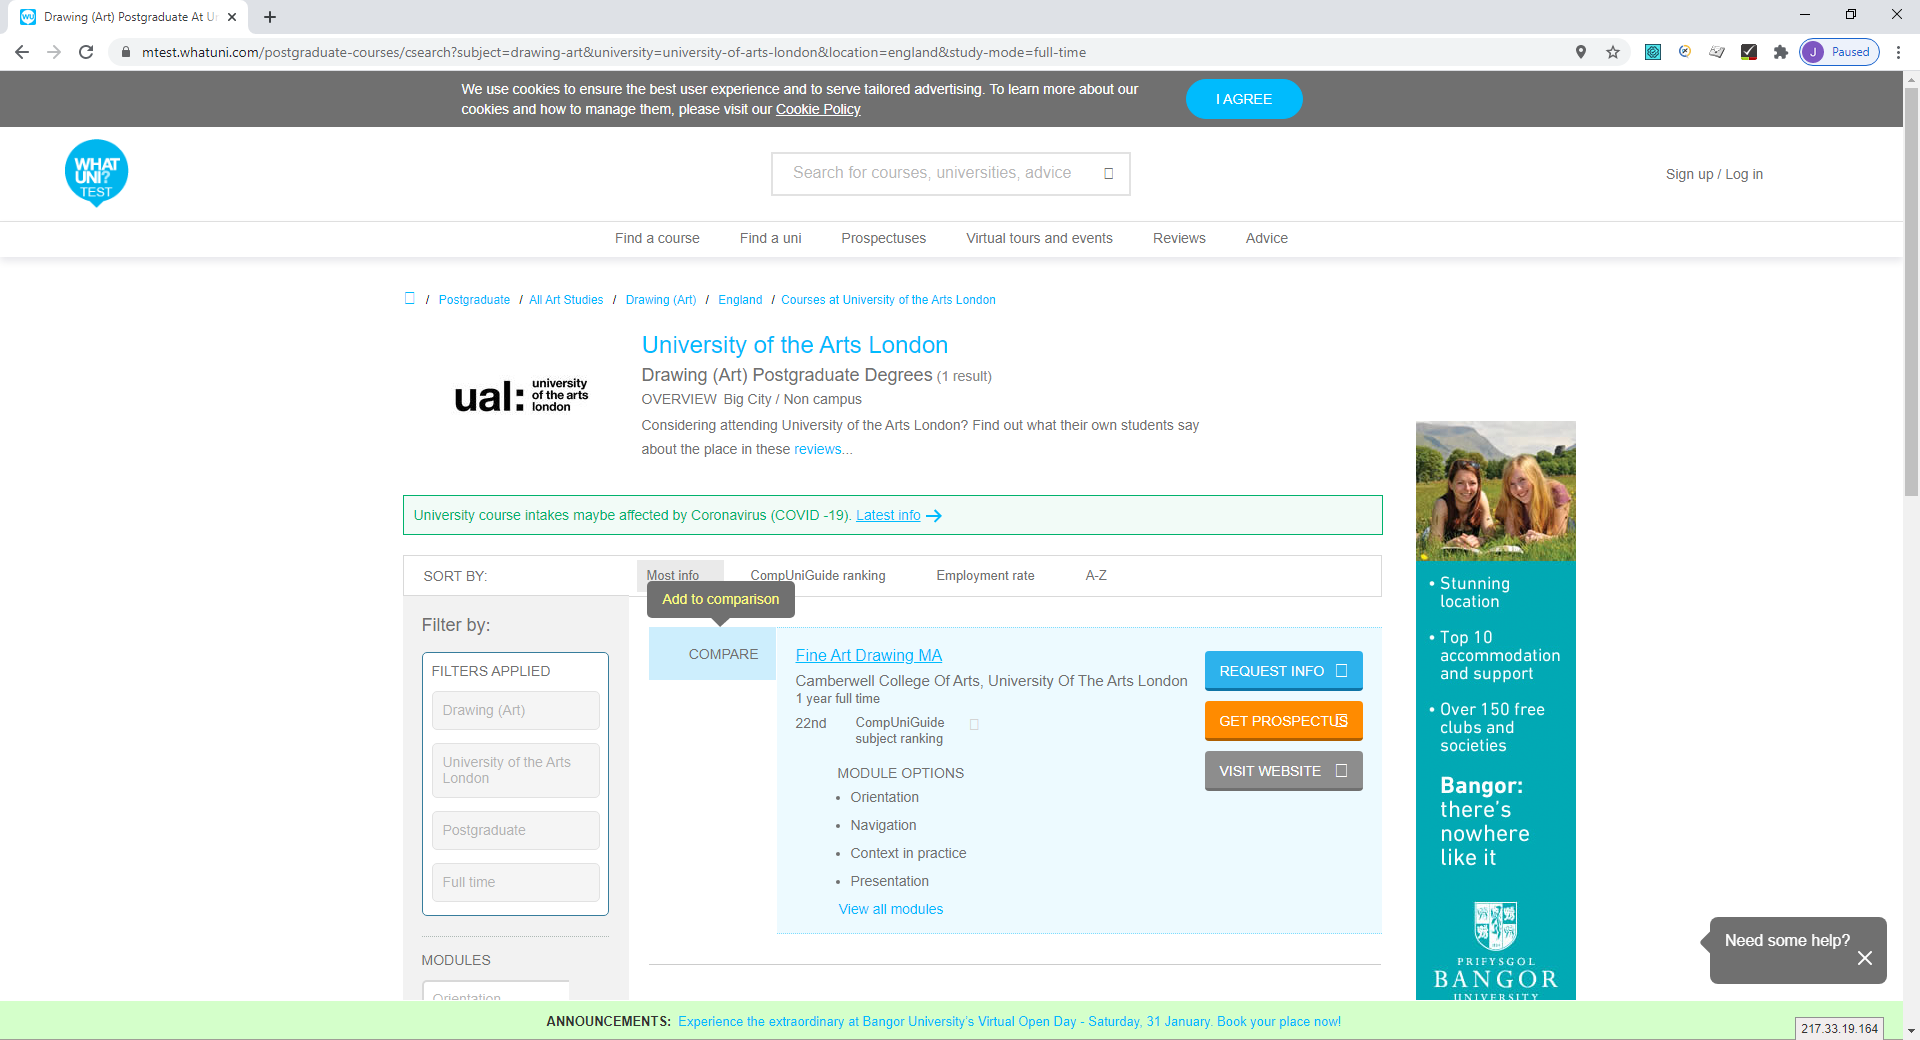 Drawing (Art) Postgraduate At U
mtest.whatuni.com/postgraduate-courses/csearch?subject=drawing-art&university=university-of-arts-london&location=england&study-mode=full-time
J Paused
We use cookies to ensure the best user experience and to serve tailored advertising. To learn more about our
cookies and how to manage them, please visit our Cookie Policy
I AGREE
WHAT
UNI?
TEST
Search for courses, universities, advice
Sign up / Log in
Find a course Find a uni Prospectuses Virtual tours and events Reviews Advice
/ Postgraduate / All Art Studies / Drawing (Art) / England / Courses at University of the Arts London
ual: university
of the arts
london
University of the Arts London
Drawing (Art) Postgraduate Degrees (1 result)
OVERVIEW Big City / Non campus
Considering attending University of the Arts London? Find out what their own students say
about the place in these reviews...
University course intakes maybe affected by Coronavirus (COVID -19). Latest info
SORT BY: Most info CompUniGuide ranking Employment rate A-Z
Add to comparison
Filter by:
FILTERS APPLIED
Drawing (Art)
University of the Arts
London
Postgraduate
Full time
MODULES
Orientation
COMPARE
Fine Art Drawing MA
Camberwell College Of Arts, University Of The Arts London
1 year full time
22nd CompUniGuide
subject ranking
MODULE OPTIONS
• Orientation
• Navigation
• Context in practice
• Presentation
View all modules
REQUEST INFO
GET PROSPECTUS
VISIT WEBSITE
• Stunning
location
• Top 10
accommodation
and support
• Over 150 free
clubs and
societies
Bangor:
there's
nowhere
like it
PRIFYSGOL
BANGOR
UNIVERSITY
Need some help?
ANNOUNCEMENTS: Experience the extraordinary at Bangor University's Virtual Open Day - Saturday, 31 January. Book your place now!
217.33.19.164